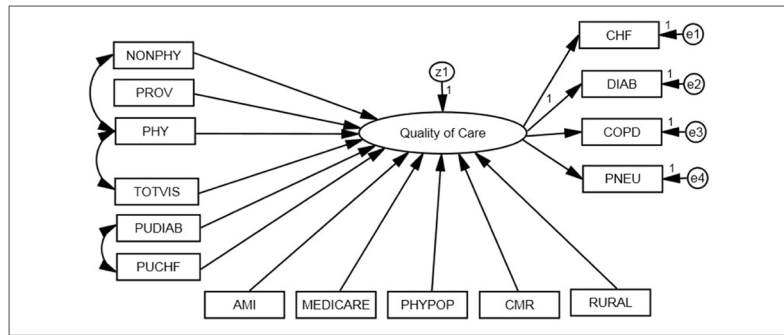 NONPHY
PROV
PHY
TOTVIS
PUDIAB
PUCHF
AMI
MEDICARE
PHYPOP
CMR
RURAL
z1
1
Quality of Care
1
CHF
1
e1
DIAB
1
e2
COPD
1
e3
PNEU
1
e4